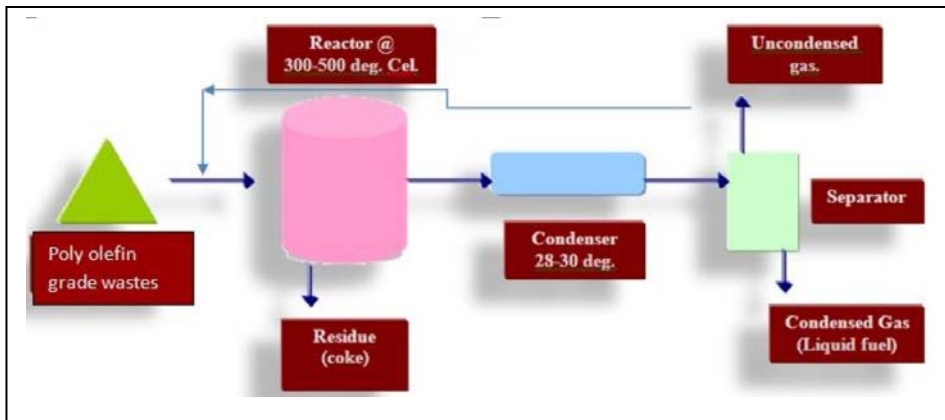 Reactor @
300-500 deg. Cel.
Uncondensed
gas.
Poly olefin
grade wastes
Condenser
28-30 deg.
Separator
Residue
(coke)
Condensed Gas
(Liquid fuel)